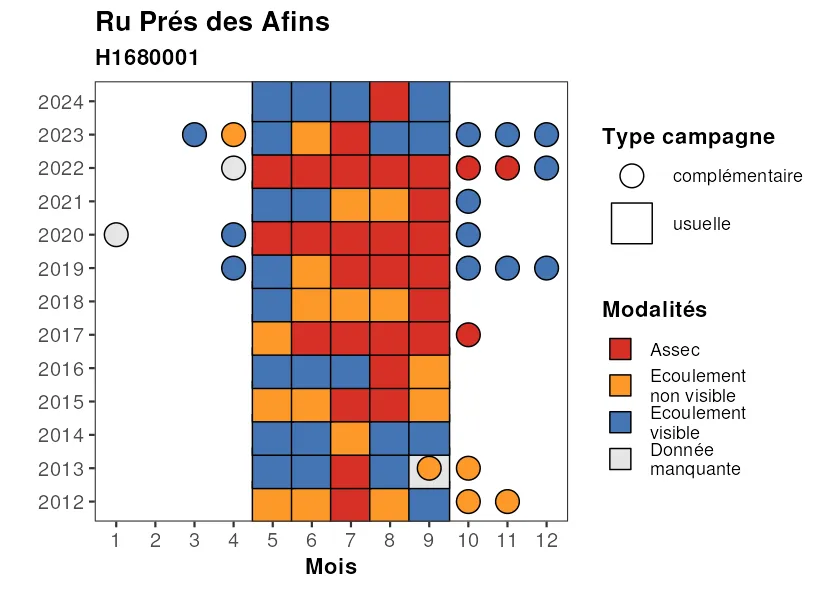 Ru Prés des Afins
H1680001
2024
2023
2022
2021
2020
2019
2018
2017
2016
2015
2014
2013
2012
1 2 3 4 5 6 7 8 9 10 11 12
Mois
Type campagne
complémentaire
usuelle
Modalités
Assec
Ecoulement
non visible
Ecoulement
visible
Donnée
manquante